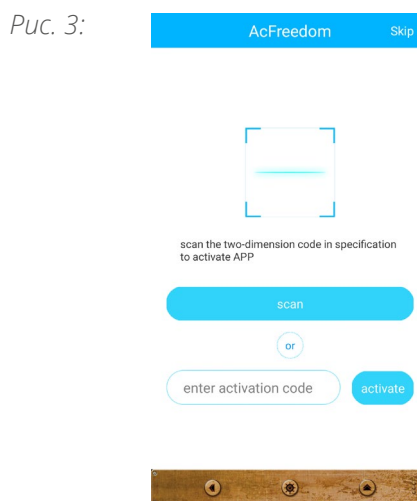 Рис. 3:
AcFreedom Skip
scan the two-dimension code in specification
to activate APP
scan
or
enter activation code activate